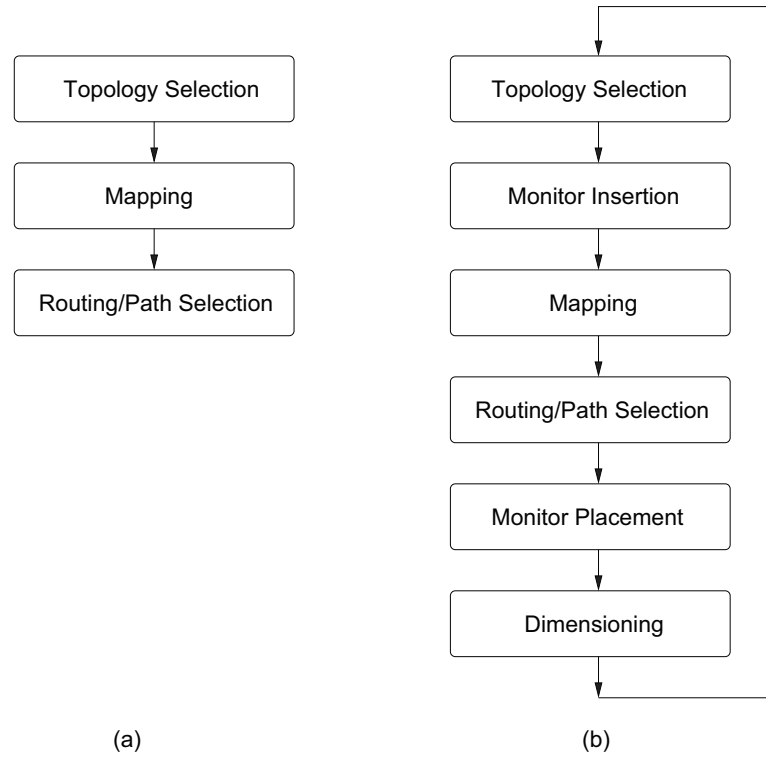 Topology Selection
Mapping
Routing/Path Selection
(a)
Topology Selection
Monitor Insertion
Mapping
Routing/Path Selection
Monitor Placement
Dimensioning
(b)